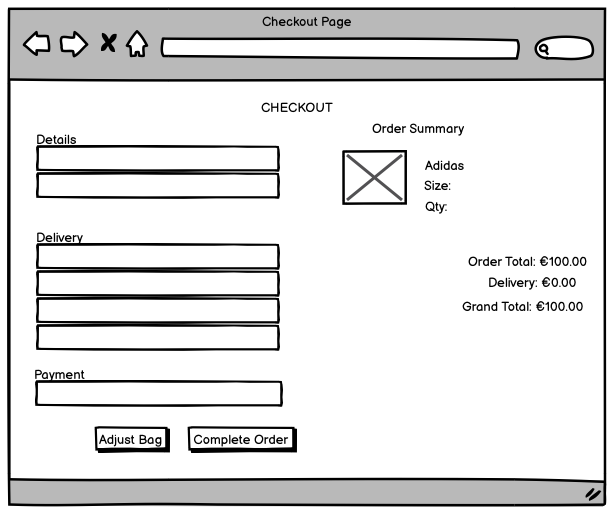 Checkout Page
CHECKOUT
Details
Delivery
Payment
Adjust Bag
Complete Order
Order Summary
Adidas
Size:
Qty:
Order Total: €100.00
Delivery: €0.00
Grand Total: €100.00